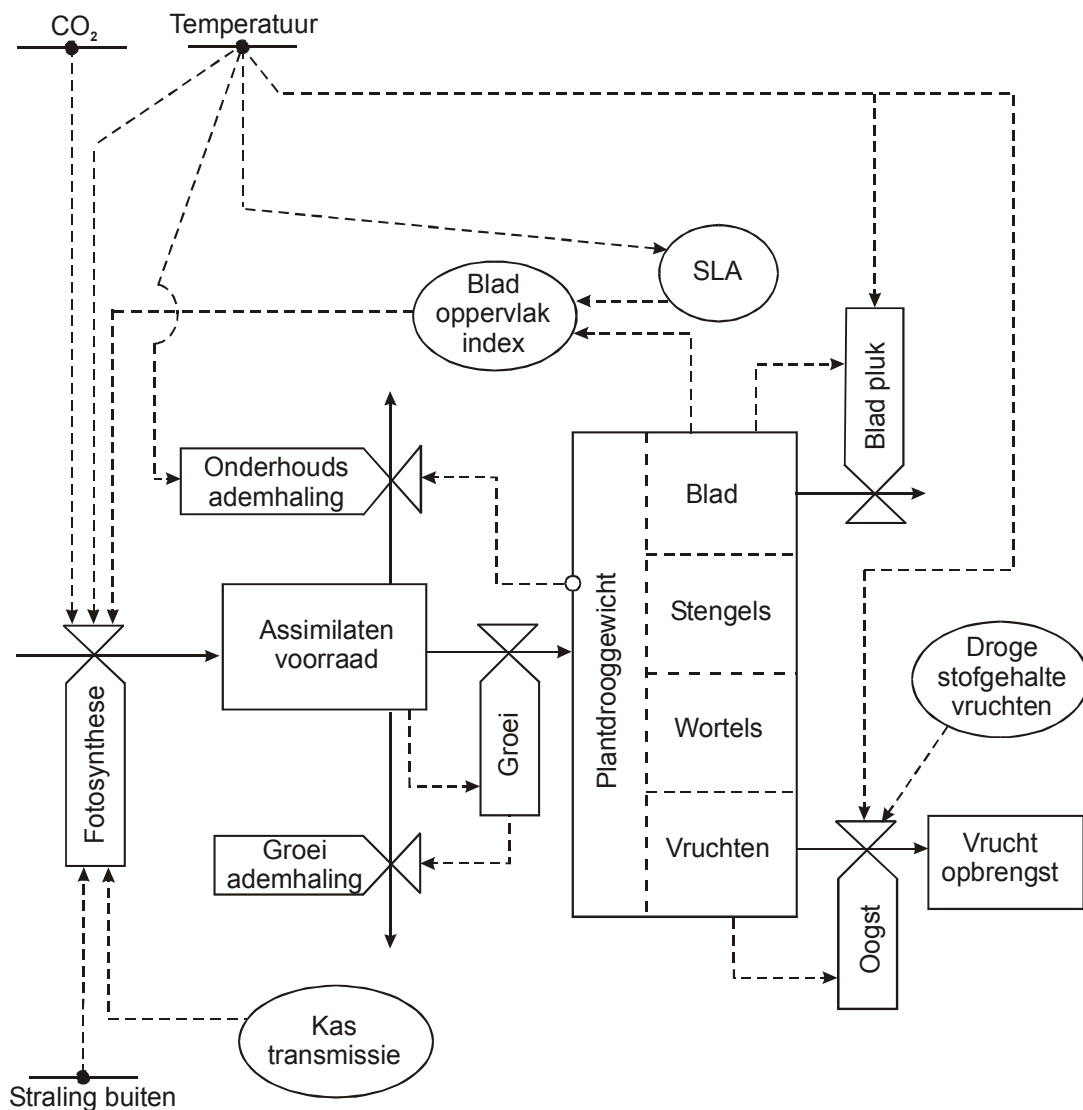 CO₂
Temperatuur
SLA
Blad
oppervlak
index
Blad pluk
Onderhouds
ademhaling
Blad
Plantdrooggewicht
Stengels
Assimilaten
voorraad
Droge
stofgehalte
vruchten
Fotosynthese
Groei
Wortels
Groei
ademhaling
Vruchten
Vrucht
opbrengst
Oogst
Kas
transmissie
Straling buiten